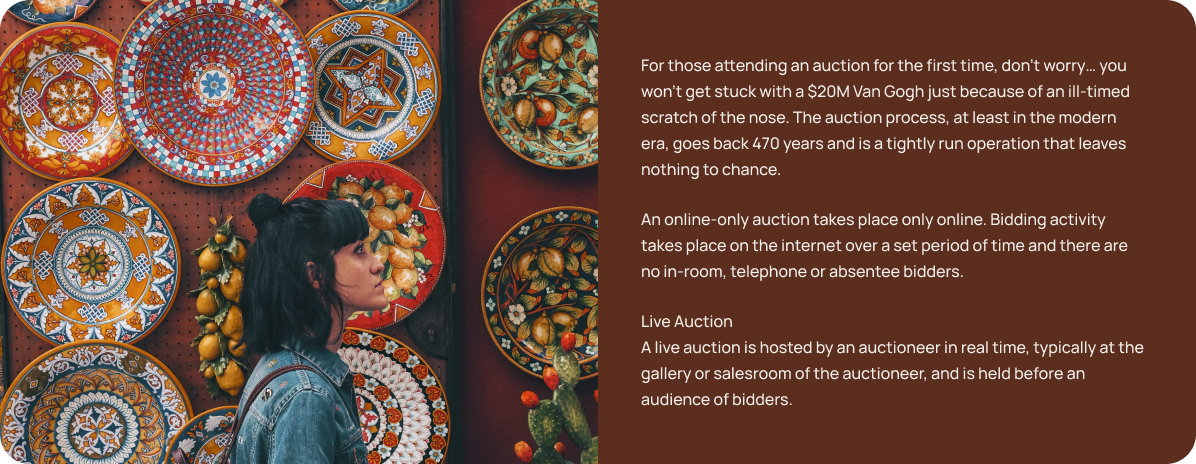 For those attending an auction for the first time, don't worry… you
won't get stuck with a $20M Van Gogh just because of an ill-timed
scratch of the nose. The auction process, at least in the modern
era, goes back 470 years and is a tightly run operation that leaves
nothing to chance.
An online-only auction takes place only online. Bidding activity
takes place on the internet over a set period of time and there are
no in-room, telephone or absentee bidders.
Live Auction
A live auction is hosted by an auctioneer in real time, typically at the
gallery or salesroom of the auctioneer, and is held before an
audience of bidders.